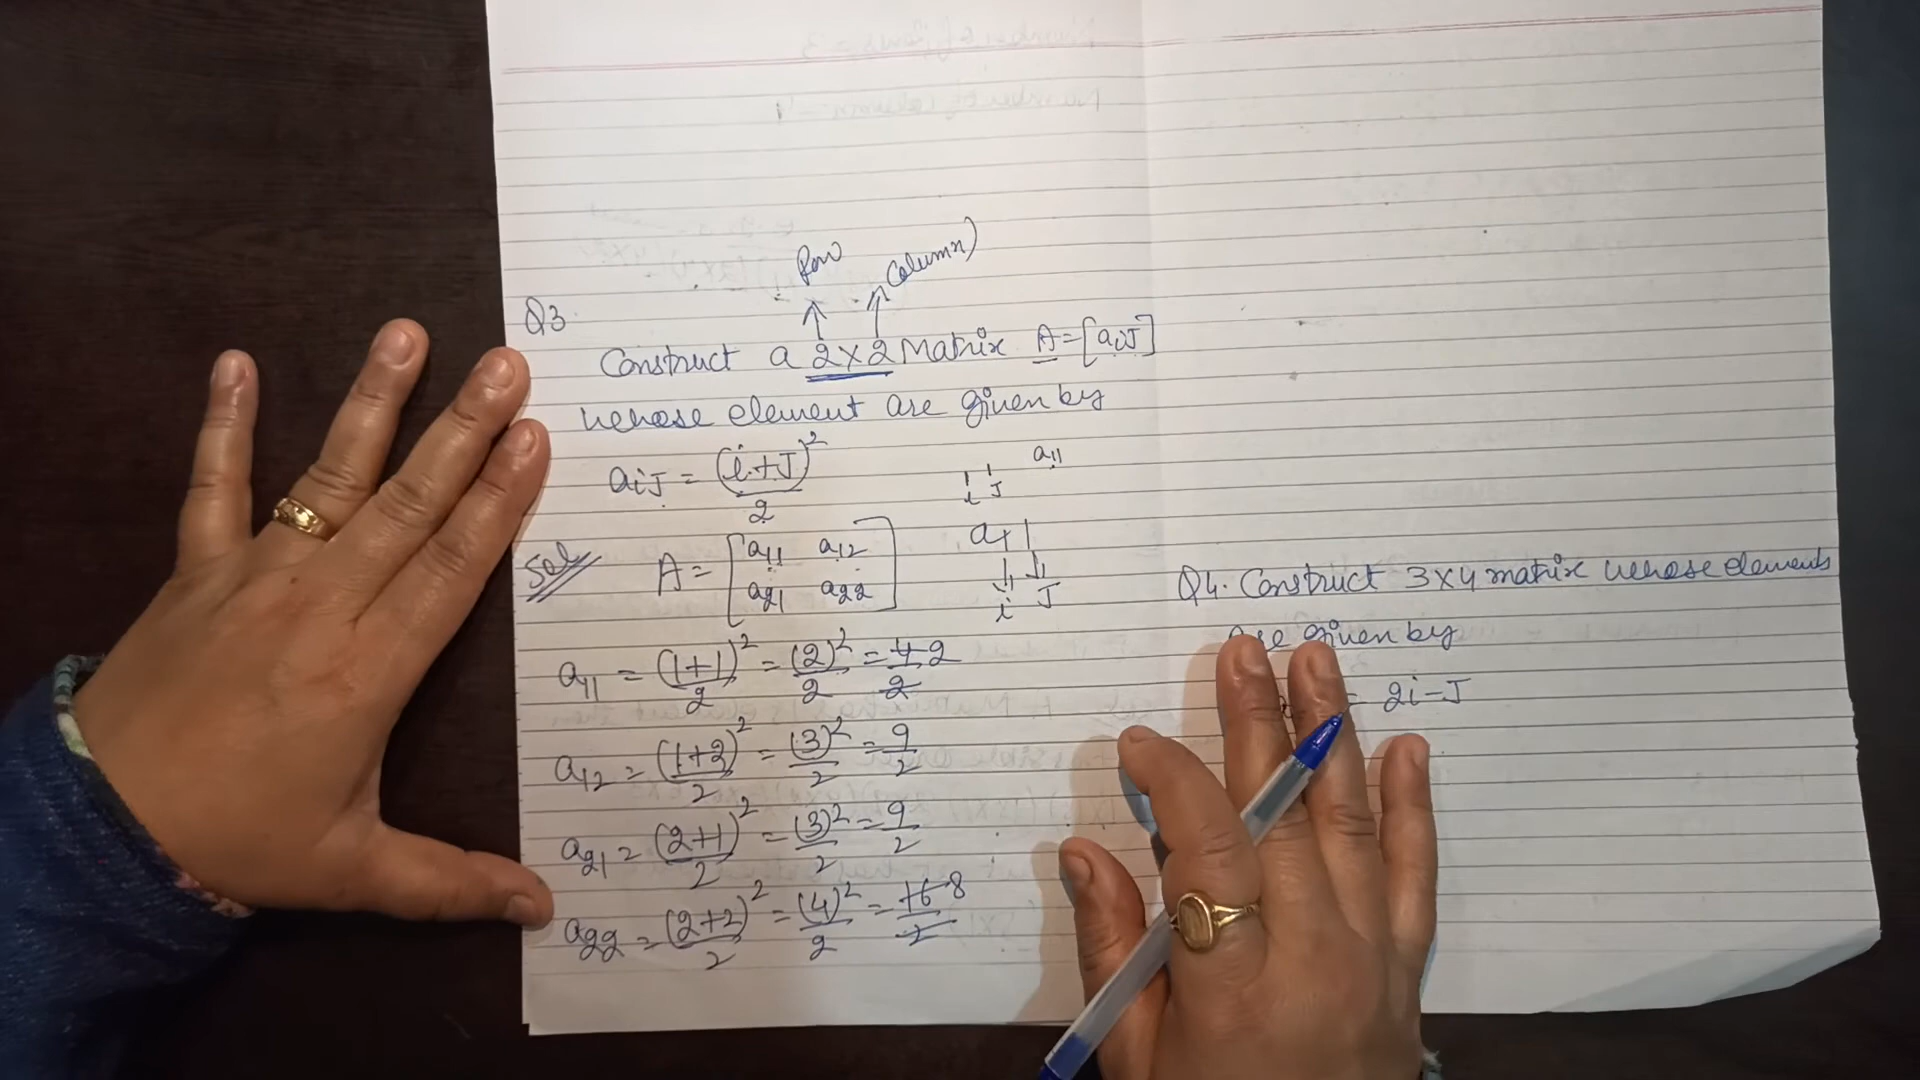 Row
Column)
Q3.
Construct a 2×2 Matrix A=[aiJ]
whose element are given by
aiJ = (i+J)²/2
a11
i J
Sol
A = [a11 a12
a21 a22]
a11
i J
a11 = (1+1)²/2 = (2)²/2 = 4/2 2
a12 = (1+2)²/2 = (3)²/2 = 9/2
a21 = (2+1)²/2 = (3)²/2 = 9/2
a22 = (2+2)²/2 = (4)²/2 = 16/2 8
Q4. Construct 3×4 matrix whose elements
are given by
= 2i-J